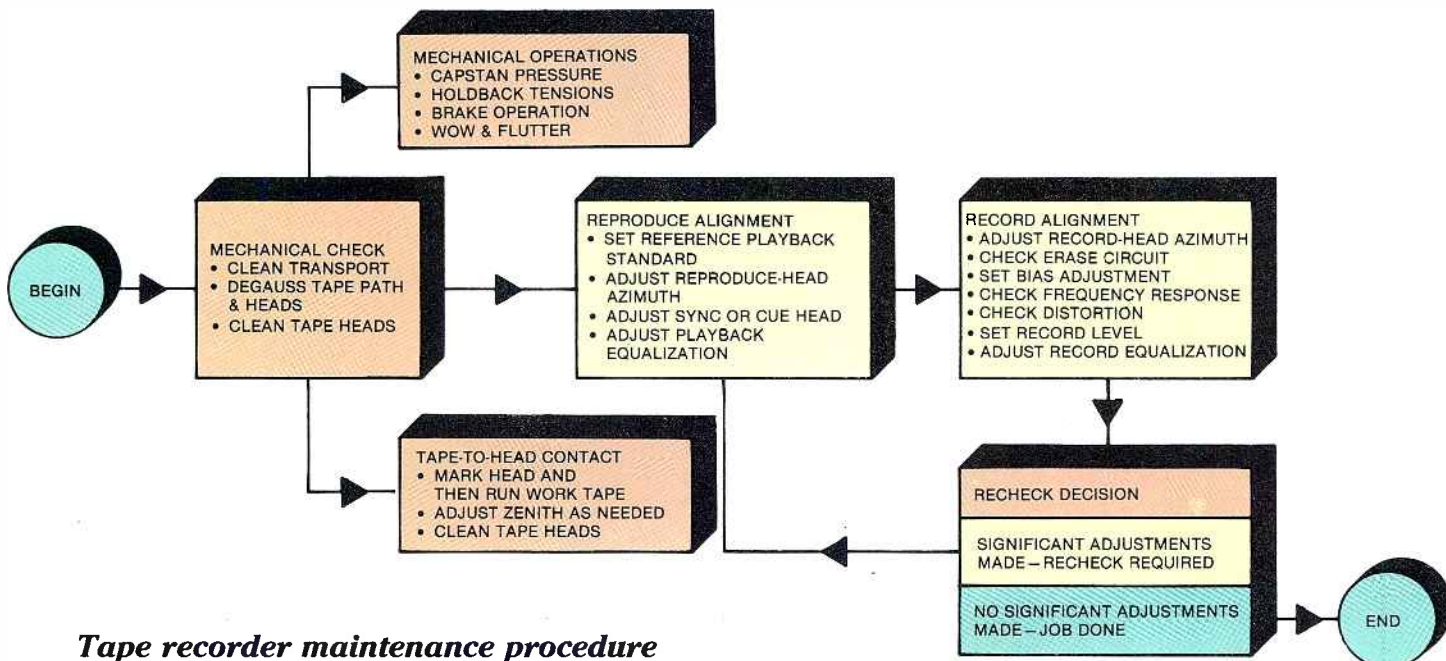 MECHANICAL OPERATIONS
• CAPSTAN PRESSURE
• HOLDBACK TENSIONS
• BRAKE OPERATION
• WOW & FLUTTER
BEGIN
MECHANICAL CHECK
• CLEAN TRANSPORT
• DEGAUSS TAPE PATH
& HEADS
• CLEAN TAPE HEADS
REPRODUCE ALIGNMENT
• SET REFERENCE PLAYBACK
STANDARD
• ADJUST REPRODUCE-HEAD
AZIMUTH
• ADJUST SYNC OR CUE HEAD
• ADJUST PLAYBACK
EQUALIZATION
RECORD ALIGNMENT
• ADJUST RECORD-HEAD AZIMUTH
• CHECK ERASE CIRCUIT
• SET BIAS ADJUSTMENT
• CHECK FREQUENCY RESPONSE
• CHECK DISTORTION
• SET RECORD LEVEL
• ADJUST RECORD EQUALIZATION
TAPE-TO-HEAD CONTACT
• MARK HEAD AND
THEN RUN WORK TAPE
• ADJUST ZENITH AS NEEDED
• CLEAN TAPE HEADS
RECHECK DECISION
SIGNIFICANT ADJUSTMENTS
MADE—RECHECK REQUIRED
NO SIGNIFICANT ADJUSTMENTS
MADE—JOB DONE
END
Tape recorder maintenance procedure